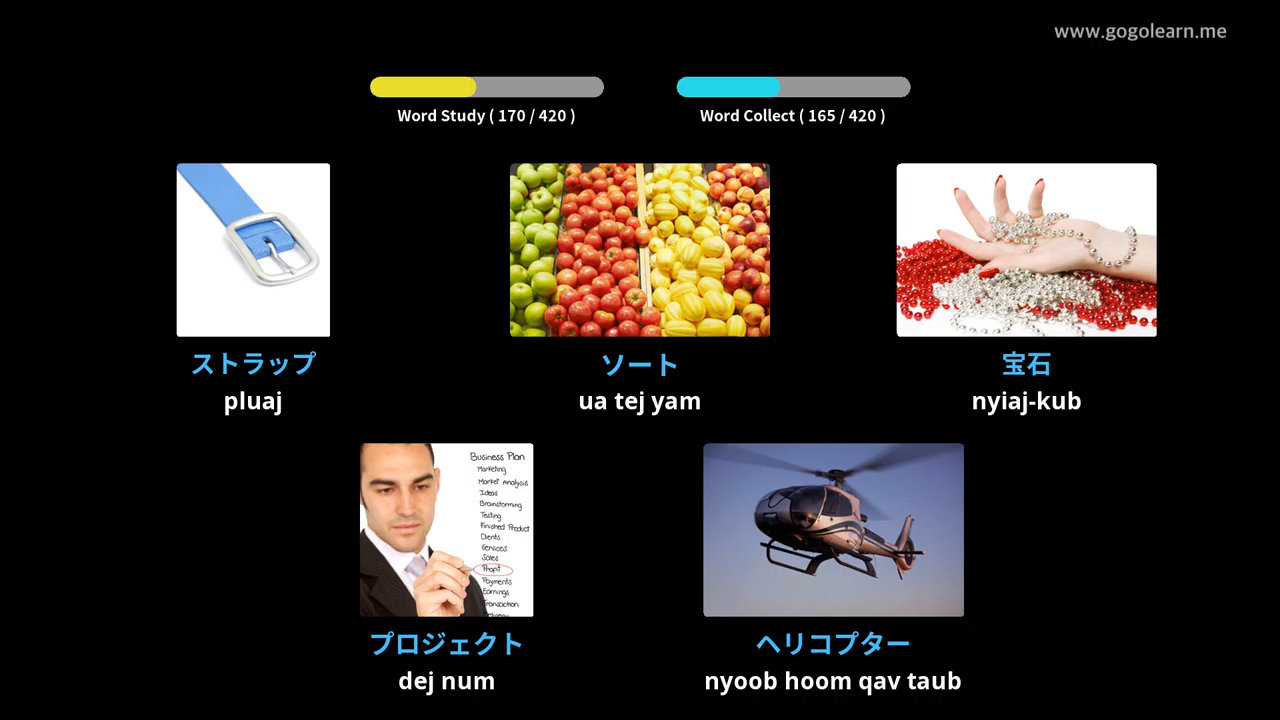 www.gogolearn.me
Word Study ( 170 / 420 )
Word Collect ( 165 / 420 )
ストラップ
pluaj
ソート
ua tej yam
宝石
nyiaj-kub
Business Plan
Marketing
Market Analysis
Ideas
Brainstorming
Testing
Finished Product
Clients
Services
Sales
Profit
Payments
Earnings
Transaction
プロジェクト
dej num
ヘリコプター
nyoob hoom qav taub